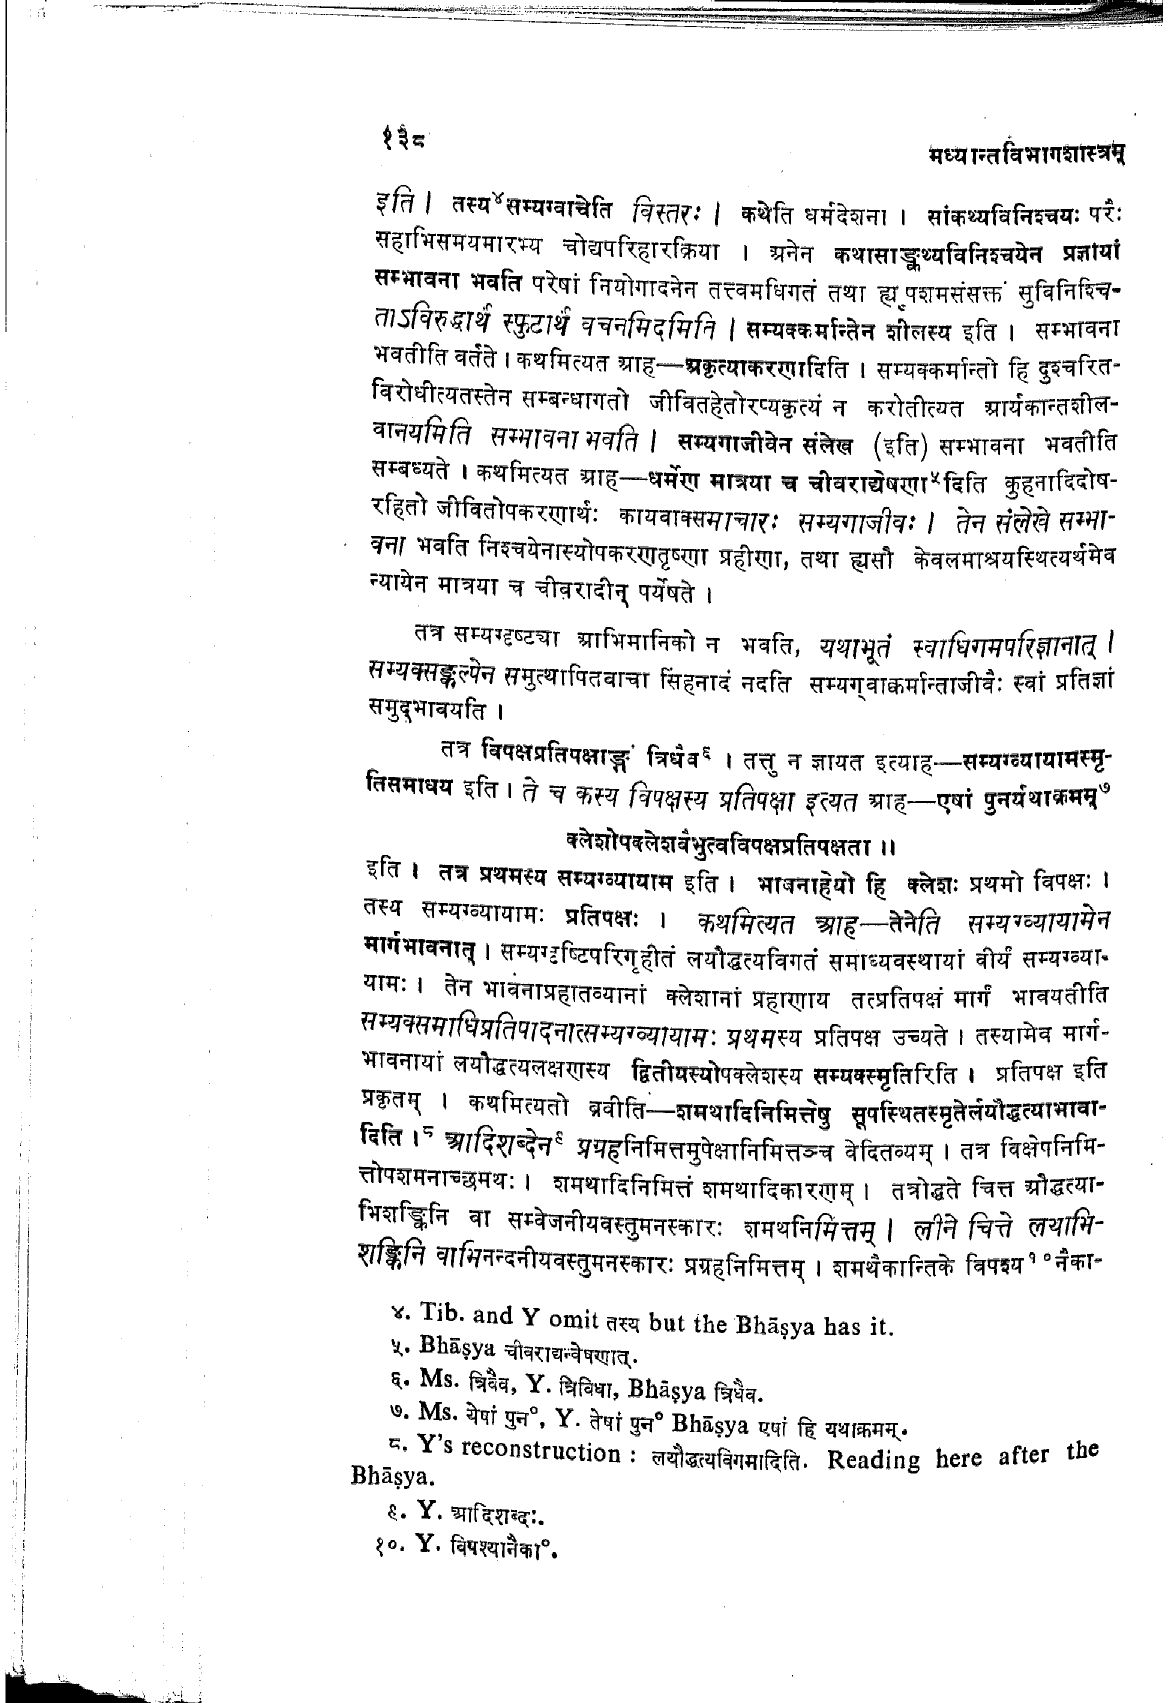 १३८
मध्यान्तविभागशास्त्रम्
इति । तस्य⁴ सम्यग्वाचेति विस्तरः । कथेति धर्मदेशना । सांकथ्यविनिश्चयः परैः
सहाभिसमयमारभ्य चोद्यपरिहारक्रिया । अनेन कथासाङ्कथ्यविनिश्चयेन प्रज्ञायां
सम्भावना भवति परेषां नियोगादनेन तत्त्वमधिगतं तथा ह्युपशमसंसक्तं सुविनिश्चि-
ताऽविरुद्धार्थं स्फुटार्थं वचनमिदमिति । सम्यक्कर्मान्तेन शीलस्य इति । सम्भावना
भवतीति वर्तते । कथमित्यत आह—अकृत्याकरणादिति । सम्यक्कर्मान्तो हि दुश्चरित-
विरोधीत्यतस्तेन सम्बन्धागतो जीवितहेतोरप्यकृत्यं न करोतीत्यत आर्यकान्तशील-
वानयमिति सम्भावना भवति । सम्यगाजीवेन संलेख (इति) सम्भावना भवतीति
सम्बध्यते । कथमित्यत आह—धर्मेण मात्रया च चीवराद्येषणा⁵दिति कुहनादिदोष-
रहितो जीवितोपकरणार्थः कायवाक्समाचारः सम्यगाजीवः । तेन संलेखे सम्भा-
वना भवति निश्चयेनास्योपकरणतृष्णा प्रहीणा, तथा ह्यसौ केवलमाश्रयस्थित्यर्थमेव
न्यायेन मात्रया च चीवरादीन् पर्येषते ।
तत्र सम्यग्दृष्ट्या आभिमानिको न भवति, यथाभूतं स्वाधिगमपरिज्ञानात् ।
सम्यक्सङ्कल्पेन समुत्थापितवाचा सिंहनादं नदति सम्यग्वाक्कर्मान्ताजीवैः स्वां प्रतिज्ञां
समुद्भावयति ।
तत्र विपक्षप्रतिपक्षाङ्गं त्रिधैव⁶ । तत्तु न ज्ञायत इत्याह—सम्यग्व्यायामस्मृ-
तिसमाधय इति । ते च कस्य विपक्षस्य प्रतिपक्षा इत्यत आह—एषां पुनर्यथाक्रमम्⁷
क्लेशोपक्लेशवैभुत्वविपक्षप्रतिपक्षता ॥
इति । तत्र प्रथमस्य सम्यग्व्यायाम इति । भावनाहेयो हि क्लेशः प्रथमो विपक्षः ।
तस्य सम्यग्व्यायामः प्रतिपक्षः । कथमित्यत आह—तेनेति सम्यग्व्यायामेन
मार्गभावनात् । सम्यग्दृष्टिपरिगृहीतं लयौद्धत्यविगतं समाध्यवस्थायां वीर्यं सम्यग्व्या-
यामः । तेन भावनाप्रहातव्यानां क्लेशानां प्रहाणाय तत्प्रतिपक्षं मार्गं भावयतीति
सम्यक्समाधिप्रतिपादनात्सम्यग्व्यायामः प्रथमस्य प्रतिपक्ष उच्यते । तस्यामेव मार्ग-
भावनायां लयौद्धत्यलक्षणस्य द्वितीयस्योपक्लेशस्य सम्यक्स्मृतिरिति । प्रतिपक्ष इति
प्रकृतम् । कथमित्यतो ब्रवीति—शमथादिनिमित्तेषु सूपस्थितस्मृतेर्लयौद्धत्याभावा-
दिति ।⁸ आदिशब्देन⁹ प्रग्रहनिमित्तमुपेक्षानिमित्तञ्च वेदितव्यम् । तत्र विक्षेपनिमि-
त्तोपशमनाच्छमथः । शमथादिनिमित्तं शमथादिकारणम् । तत्रोद्धते चित्त औद्धत्या-
भिशङ्किनि वा सम्वेजनीयवस्तुमनस्कारः शमथनिमित्तम् । लीने चित्ते लयाभि-
शङ्किनि वाभिनन्दनीयवस्तुमनस्कारः प्रग्रहनिमित्तम् । शमथैकान्तिके विपश्य¹⁰नैका-
४. Tib. and Y omit तस्य but the Bhāṣya has it.
५. Bhāṣya चीवराद्यन्वेषणात्.
६. Ms. त्रिवैव, Y. त्रिविधा, Bhāṣya त्रिधैव.
७. Ms. येषां पुन°, Y. तेषां पुन° Bhāṣya एषां हि यथाक्रमम्.
८. Y's reconstruction : लयौद्धत्यविगमादिति. Reading here after the
Bhāṣya.
९. Y. आदिशब्दः.
१०. Y. विपश्यानैका°.